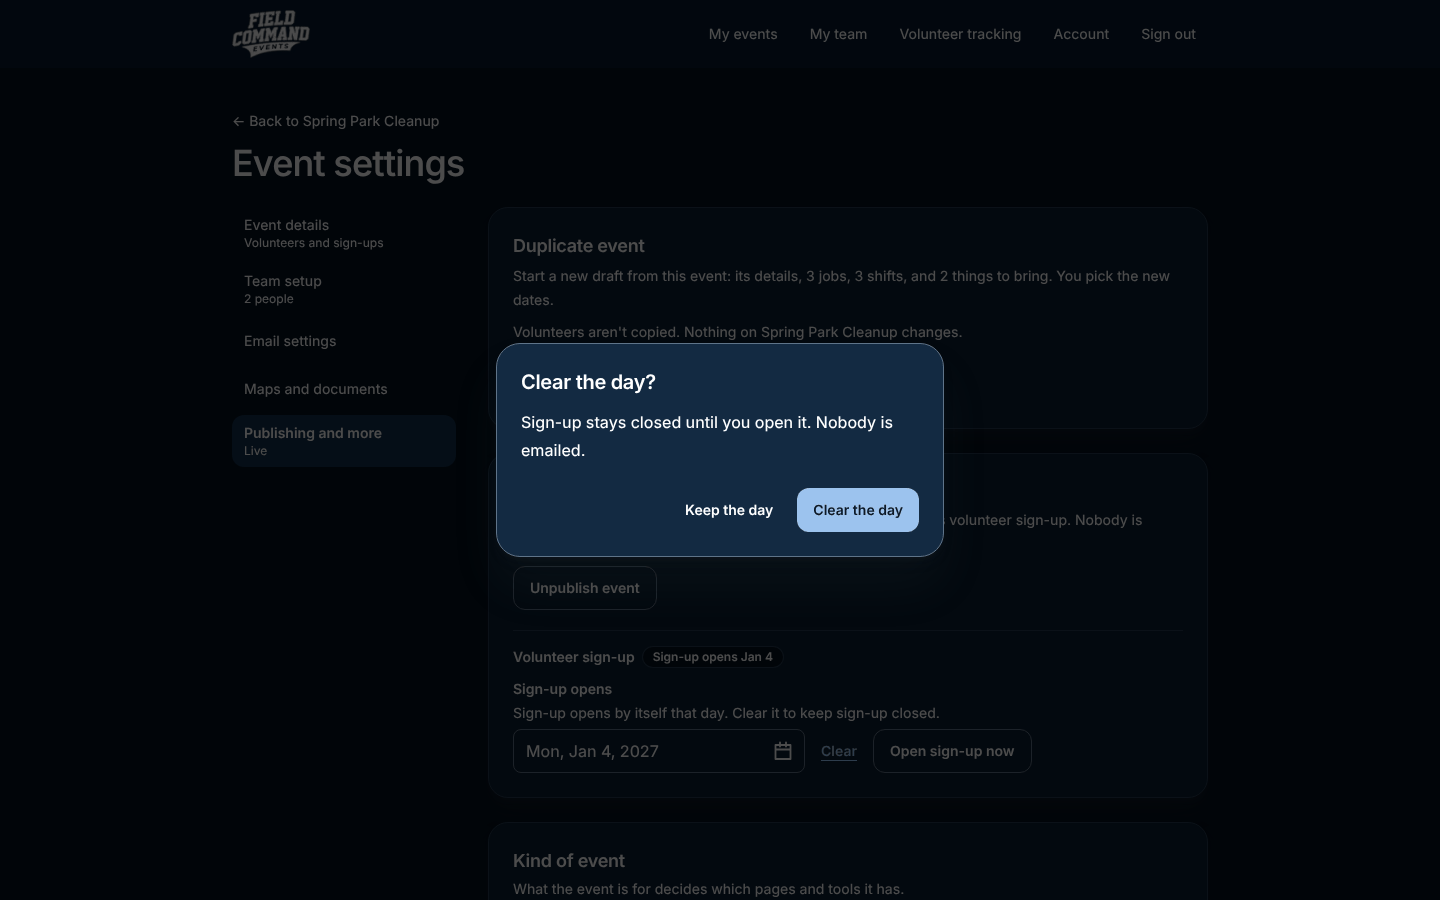 FIELD
COMMAND
EVENTS
My events
My team
Volunteer tracking
Account
Sign out
← Back to Spring Park Cleanup
Event settings
Event details
Volunteers and sign-ups
Team setup
2 people
Email settings
Maps and documents
Publishing and more
Live
Duplicate event
Start a new draft from this event: its details, 3 jobs, 3 shifts, and 2 things to bring. You pick the new
dates.
Volunteers aren't copied. Nothing on Spring Park Cleanup changes.
Clear the day?
Sign-up stays closed until you open it. Nobody is
emailed.
Keep the day
Clear the day
volunteer sign-up. Nobody is
Unpublish event
Volunteer sign-up
Sign-up opens Jan 4
Sign-up opens
Sign-up opens by itself that day. Clear it to keep sign-up closed.
Mon, Jan 4, 2027
Clear
Open sign-up now
Kind of event
What the event is for decides which pages and tools it has.